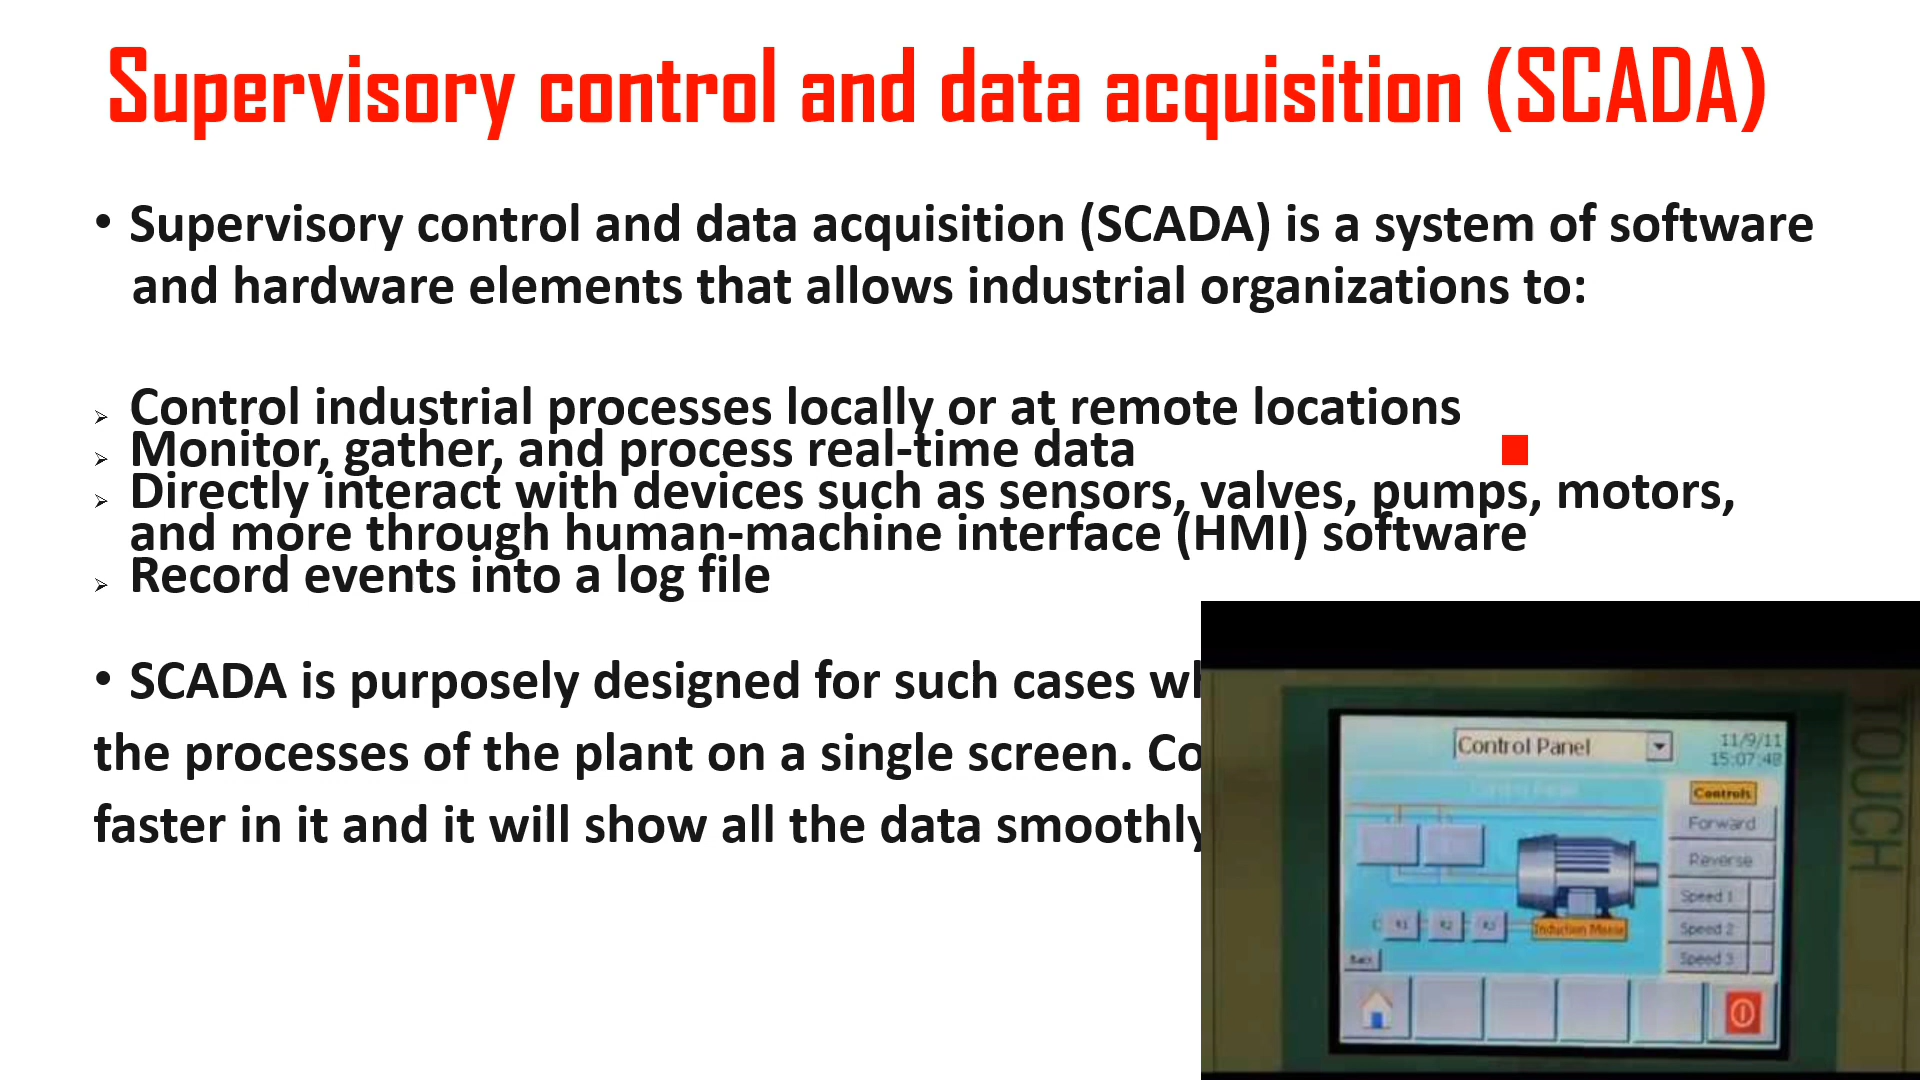 Supervisory control and data acquisition (SCADA)
• Supervisory control and data acquisition (SCADA) is a system of software
and hardware elements that allows industrial organizations to:
➢ Control industrial processes locally or at remote locations
➢ Monitor, gather, and process real-time data
➢ Directly interact with devices such as sensors, valves, pumps, motors,
and more through human-machine interface (HMI) software
➢ Record events into a log file
• SCADA is purposely designed for such cases
the processes of the plant on a single screen.
faster in it and it will show all the data smoothly
Control Panel
11/9/11
15:07:48
Control Panel
Controls
Forward
Reverse
Speed 1
Speed 2
Speed 3
Induction Motor
Back
TOUCH